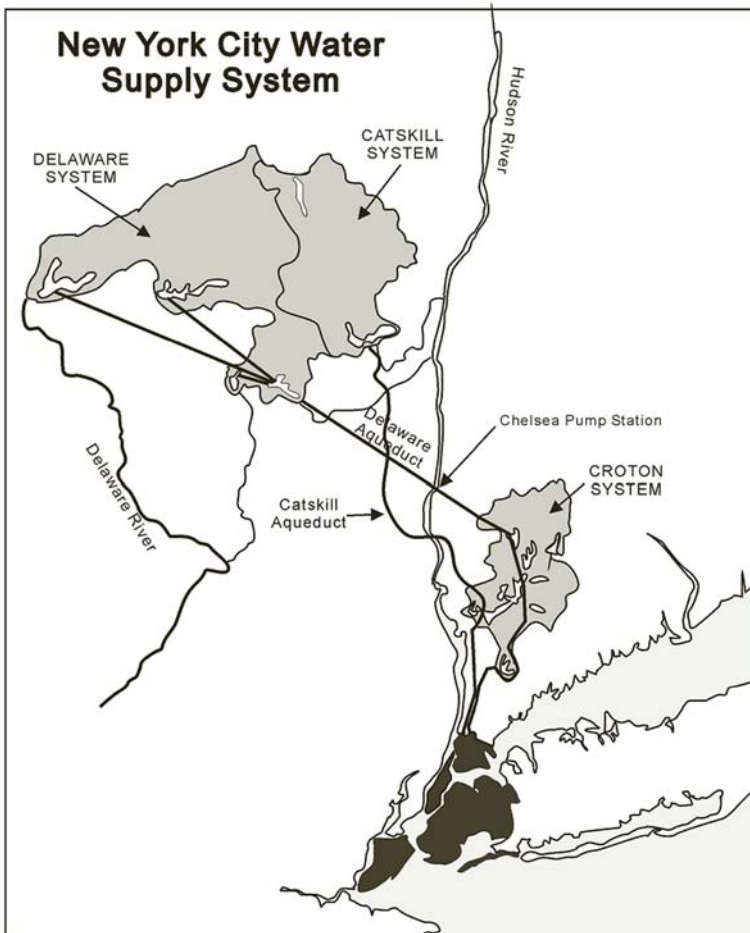 New York City Water
Supply System
Hudson River
CATSKILL
SYSTEM
DELAWARE
SYSTEM
Delaware
Aqueduct
Chelsea Pump Station
CROTON
SYSTEM
Catskill
Aqueduct
Delaware River